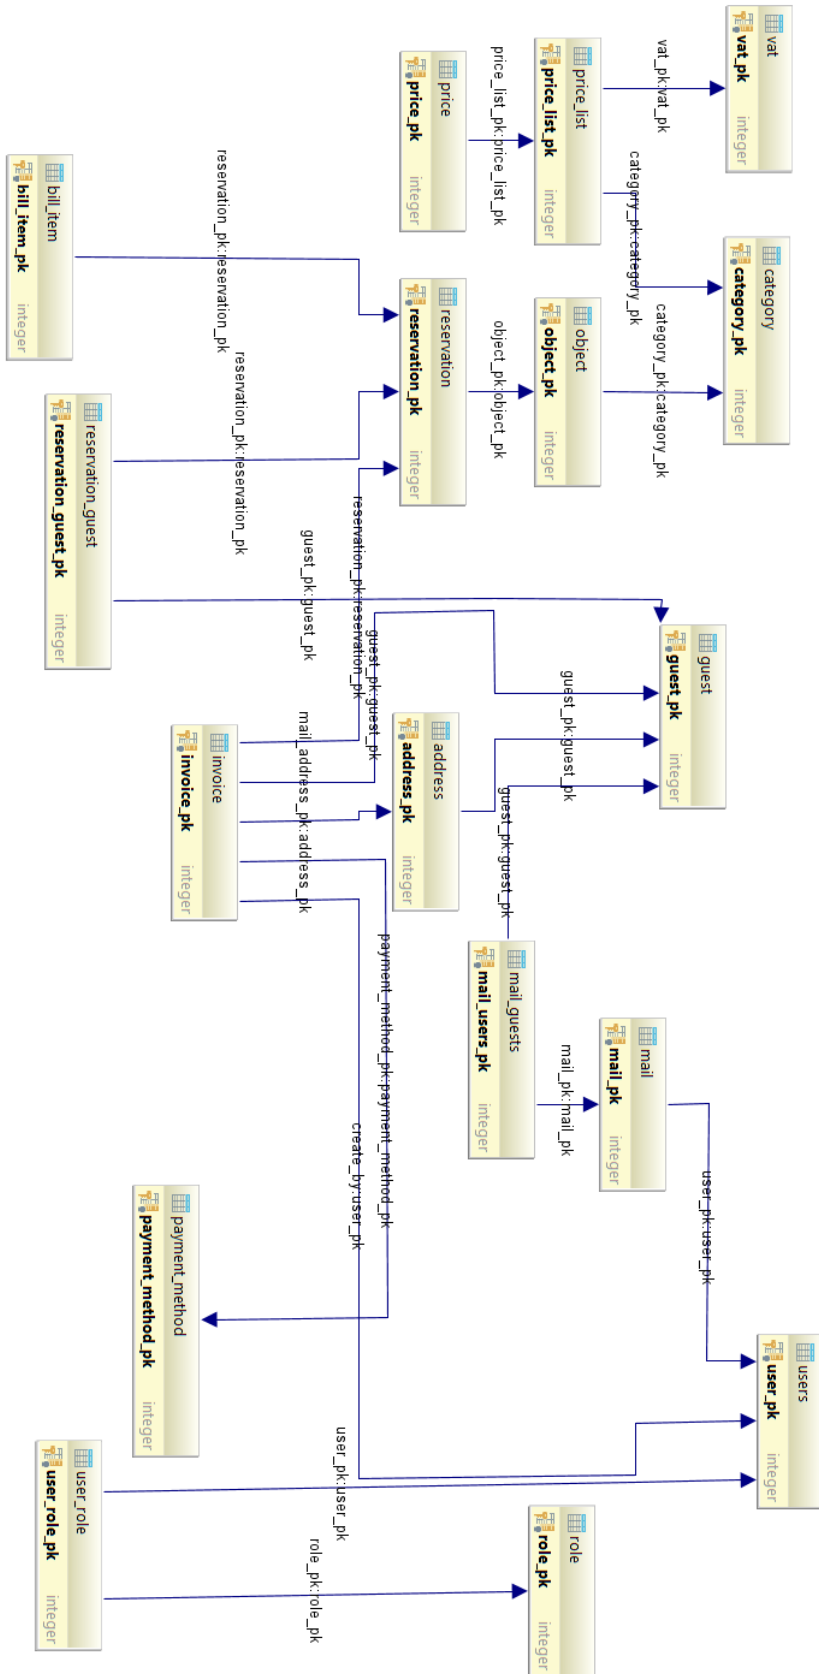 vat
vat_pk integer
vat_pk:vat_pk
price_list
price_list_pk integer
price_list_pk:price_list_pk
price
price_pk integer
category_pk:category_pk
category
category_pk integer
category_pk:category_pk
object
object_pk integer
object_pk:object_pk
reservation
reservation_pk integer
reservation_pk:reservation_pk
bill_item
bill_item_pk integer
reservation_pk:reservation_pk
reservation_guest
reservation_guest_pk integer
guest_pk:guest_pk
reservation_pk:reservation_pk
guest_pk:guest_pk
guest
guest_pk integer
guest_pk:guest_pk
address
address_pk integer
mail_address_pk:address_pk
invoice
invoice_pk integer
guest_pk:guest_pk
mail_guests
mail_users_pk integer
mail_pk:mail_pk
mail
mail_pk integer
user_pk:user_pk
payment_method_pk:payment_method_pk
create_by:user_pk
payment_method
payment_method_pk integer
users
user_pk integer
user_pk:user_pk
user_role
user_role_pk integer
role_pk:role_pk
role
role_pk integer